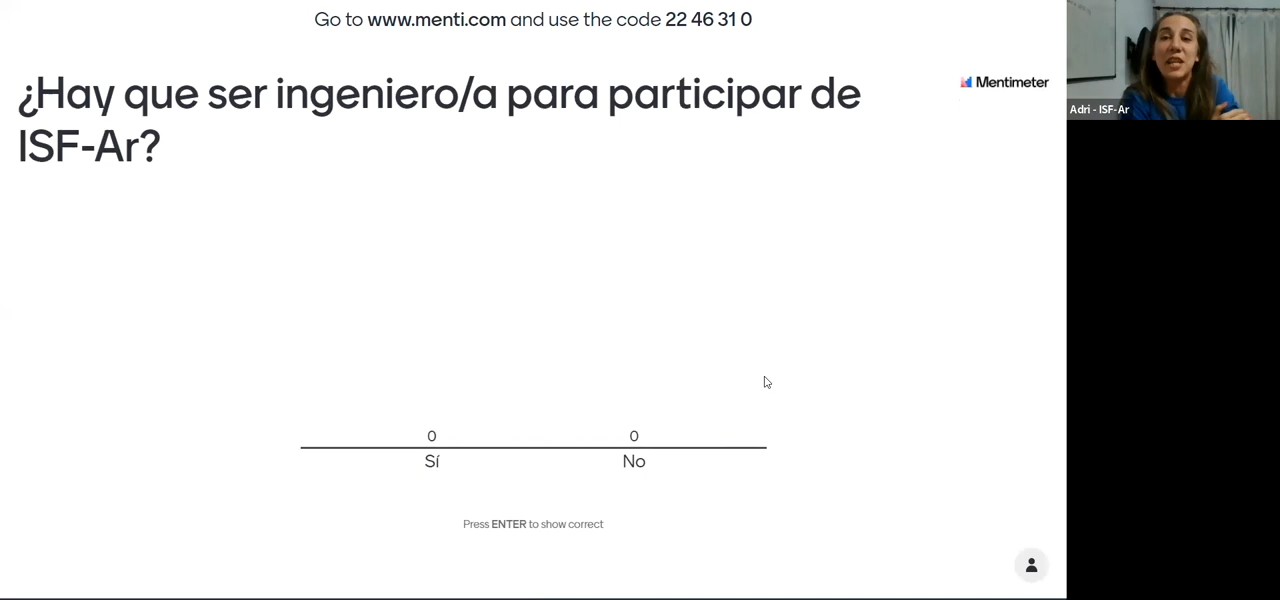 Go to www.menti.com and use the code 22 46 31 0
¿Hay que ser ingeniero/a para participar de
ISF-Ar?
Mentimeter
Adri - ISF-Ar
0 0
Sí No
Press ENTER to show correct